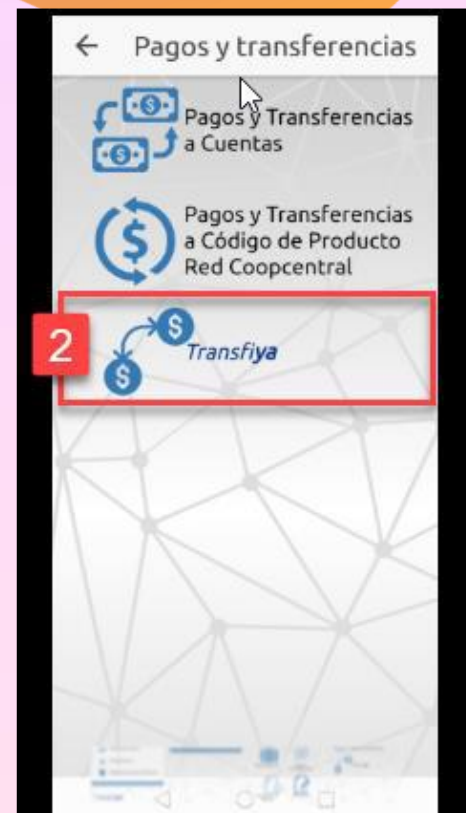 Pagos y transferencias
Pagos y Transferencias
a Cuentas
Pagos y Transferencias
a Código de Producto
Red Coopcentral
2
Transfiya